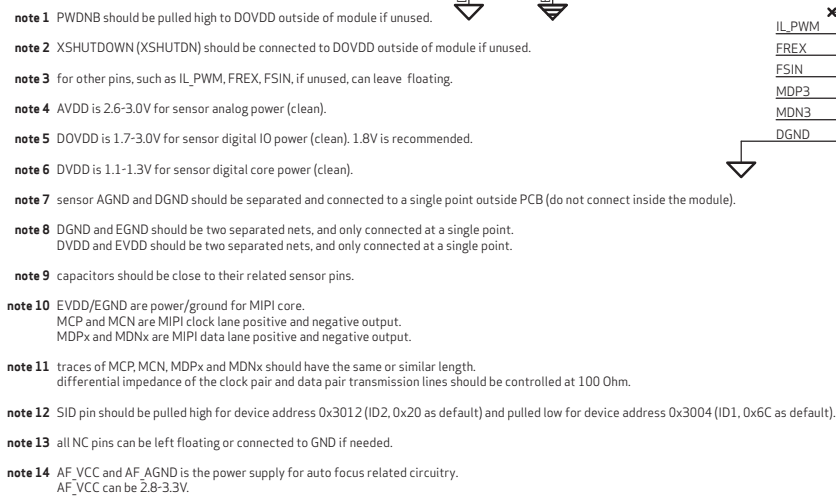 note 1 PWDNB should be pulled high to DOVDD outside of module if unused.
note 2 XSHUTDOWN (XSHUTDN) should be connected to DOVDD outside of module if unused.
note 3 for other pins, such as IL_PWM, FREX, FSIN, if unused, can leave floating.
note 4 AVDD is 2.6-3.0V for sensor analog power (clean).
note 5 DOVDD is 1.7-3.0V for sensor digital IO power (clean). 1.8V is recommended.
note 6 DVDD is 1.1-1.3V for sensor digital core power (clean).
note 7 sensor AGND and DGND should be separated and connected to a single point outside PCB (do not connect inside the module).
note 8 DGND and EGND should be two separated nets, and only connected at a single point.
DVDD and EVDD should be two separated nets, and only connected at a single point.
note 9 capacitors should be close to their related sensor pins.
note 10 EVDD/EGND are power/ground for MIPI core.
MCP and MCN are MIPI clock lane positive and negative output.
MDPx and MDNx are MIPI data lane positive and negative output.
note 11 traces of MCP, MCN, MDPx and MDNx should have the same or similar length.
differential impedance of the clock pair and data pair transmission lines should be controlled at 100 Ohm.
note 12 SID pin should be pulled high for device address 0x3012 (ID2, 0x20 as default) and pulled low for device address 0x3004 (ID1, 0x6C as default).
note 13 all NC pins can be left floating or connected to GND if needed.
note 14 AF_VCC and AF_AGND is the power supply for auto focus related circuitry.
AF_VCC can be 2.8-3.3V.
IL_PWM
FREX
FSIN
MDP3
MDN3
DGND